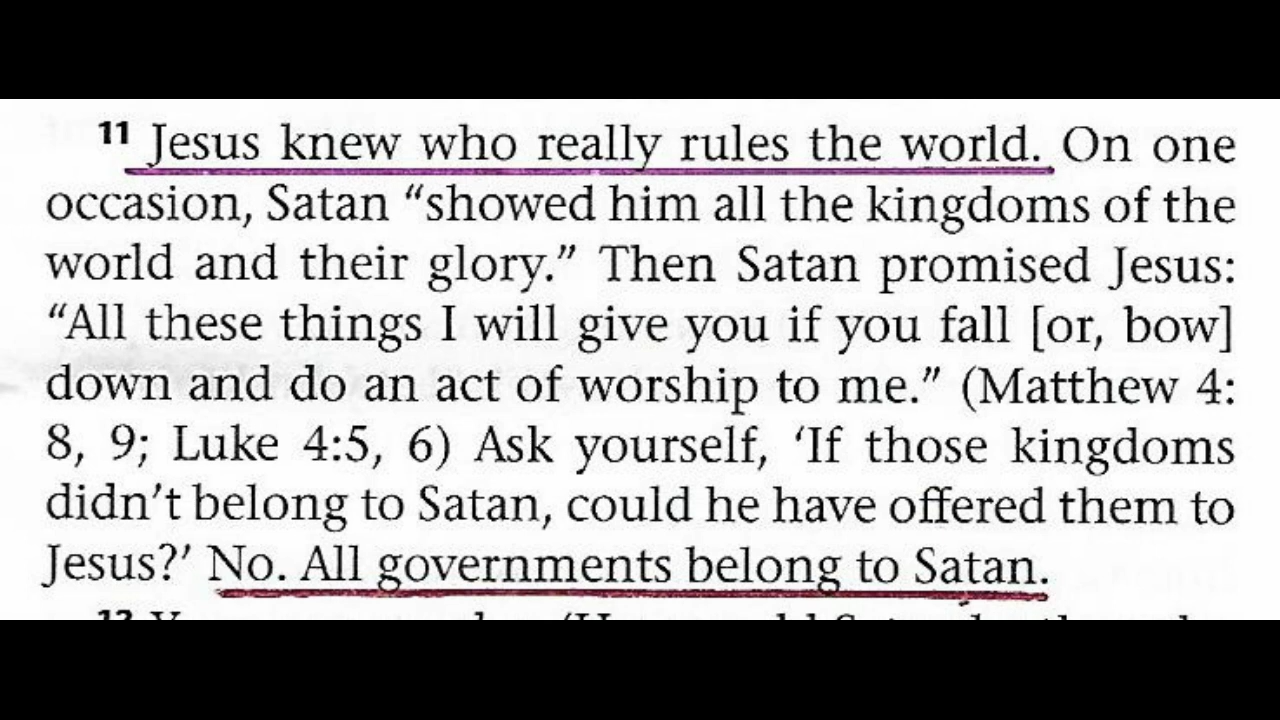 11 Jesus knew who really rules the world. On one
occasion, Satan “showed him all the kingdoms of the
world and their glory.” Then Satan promised Jesus:
“All these things I will give you if you fall [or, bow]
down and do an act of worship to me.” (Matthew 4:
8, 9; Luke 4:5, 6) Ask yourself, ‘If those kingdoms
didn’t belong to Satan, could he have offered them to
Jesus?’ No. All governments belong to Satan.